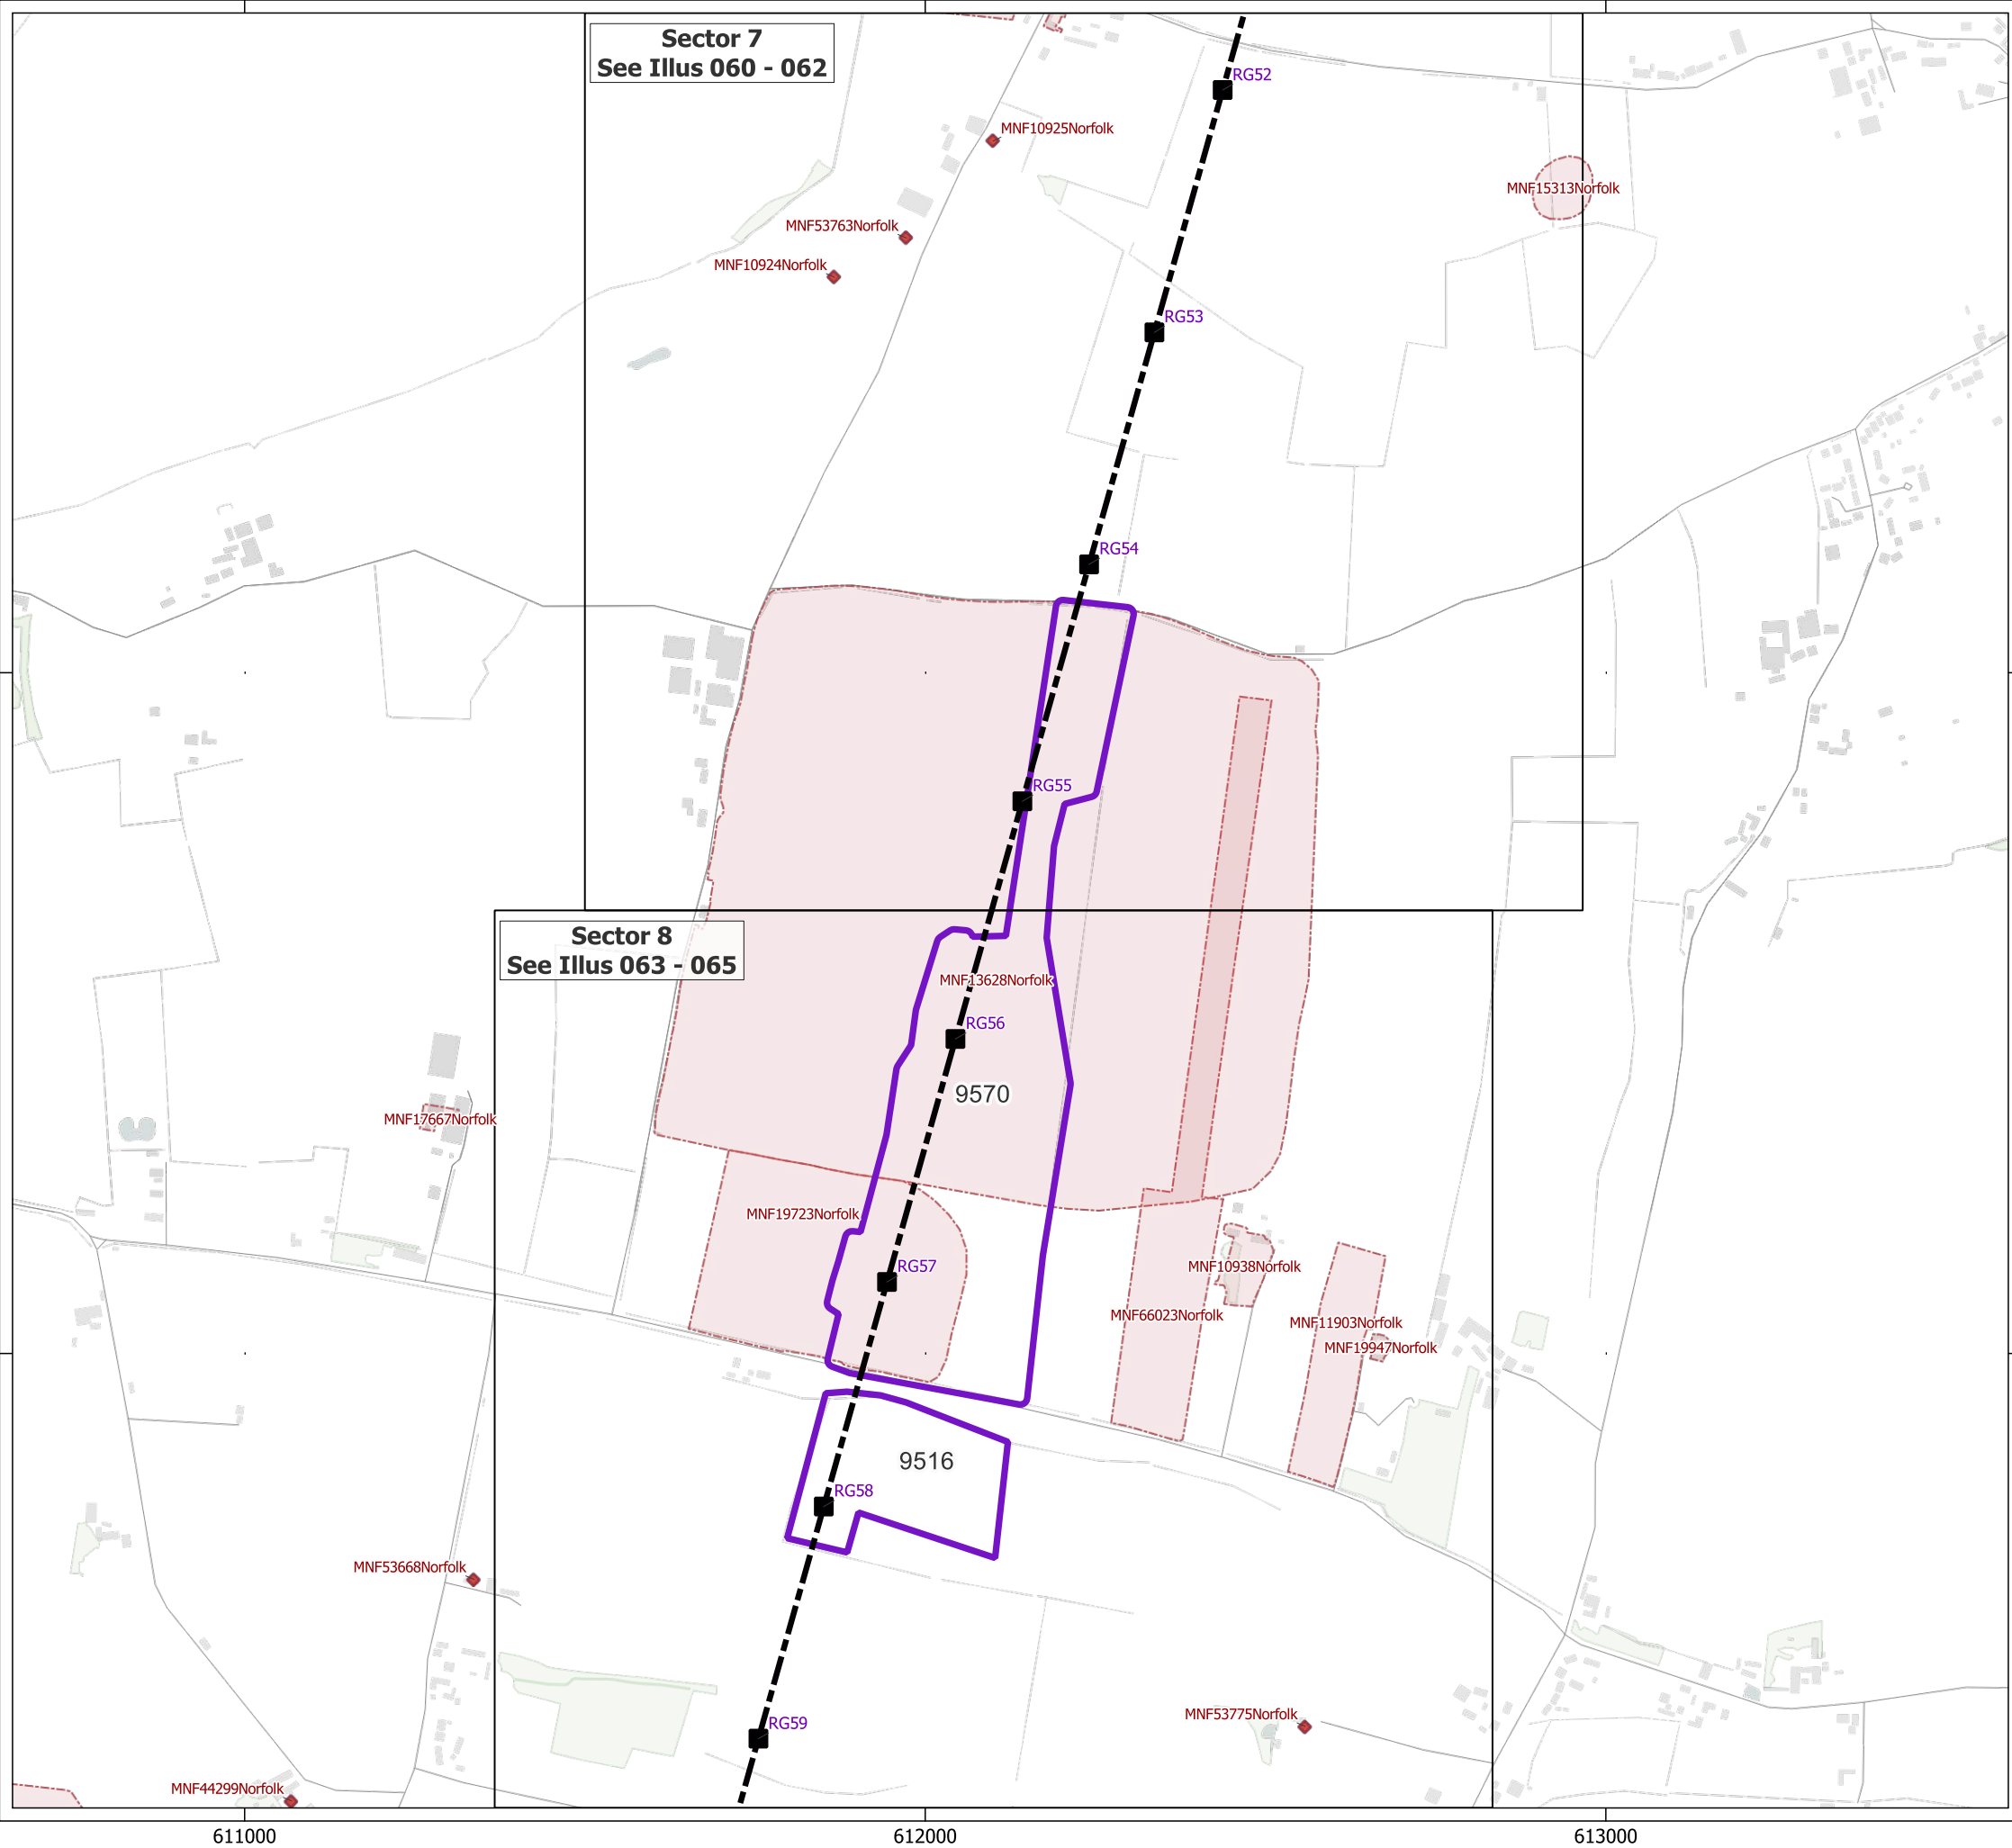 Sector 7
See Illus 060 - 062
RG52
MNF10925Norfolk
MNF15313Norfolk
MNF53763Norfolk
MNF10924Norfolk
RG53
RG54
RG55
Sector 8
See Illus 063 - 065
MNF13628Norfolk
RG56
9570
MNF17667Norfolk
MNF19723Norfolk
RG57
MNF10938Norfolk
MNF66023Norfolk
MNF11903Norfolk
MNF19947Norfolk
9516
RG58
MNF53668Norfolk
MNF53775Norfolk
RG59
MNF44299Norfolk
611000
612000
613000